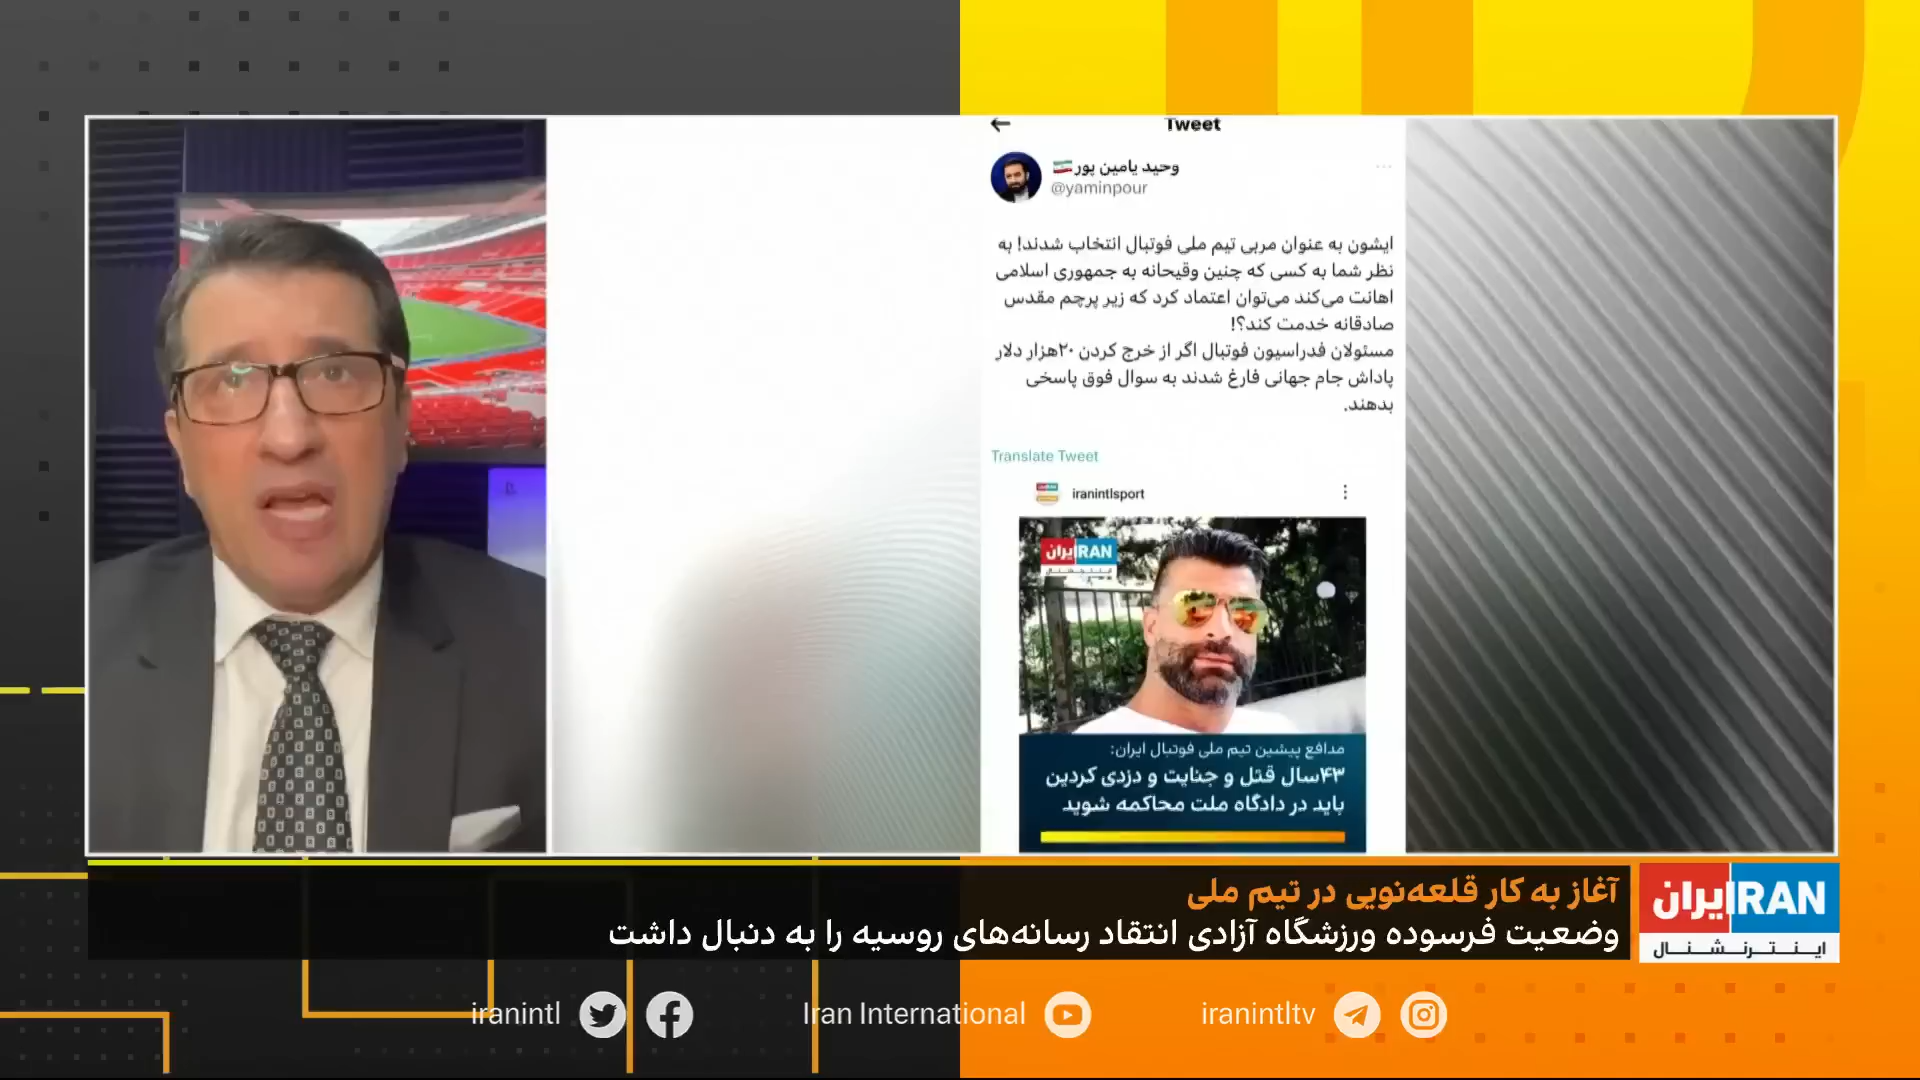 Tweet
وحید یامین پور
@yaminpour
ایشون به عنوان مربی تیم ملی فوتبال انتخاب شدند! به
نظر شما به کسی که چنین وقیحانه به جمهوری اسلامی
اهانت می‌کند می‌توان اعتماد کرد که زیر پرچم مقدس
صادقانه خدمت کند؟!
مسئولان فدراسیون فوتبال اگر از خرج کردن ۲۰هزار دلار
پاداش جام جهانی فارغ شدند به سوال فوق پاسخی
بدهند.
Translate Tweet
iranintlsport
ایران IRAN
اینترنشنال
مدافع پیشین تیم ملی فوتبال ایران:
۴۳سال قتل و جنایت و دزدی کردین
باید در دادگاه ملت محاکمه شوید
آغاز به کار قلعه‌نویی در تیم ملی
وضعیت فرسوده ورزشگاه آزادی انتقاد رسانه‌های روسیه را به دنبال داشت
ایران IRAN
اینترنشنال
iranintl
Iran International
iranintltv